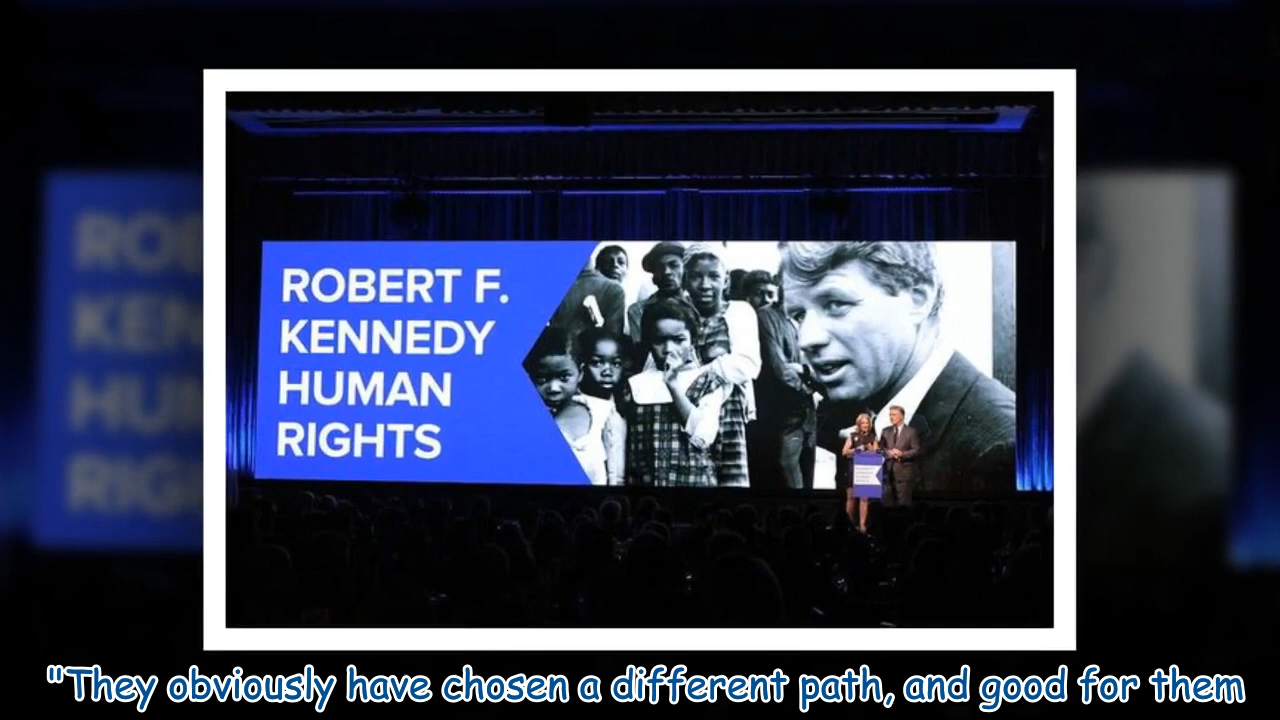 ROBERT F.
KENNEDY
HUMAN
RIGHTS
"They obviously have chosen a different path, and good for them